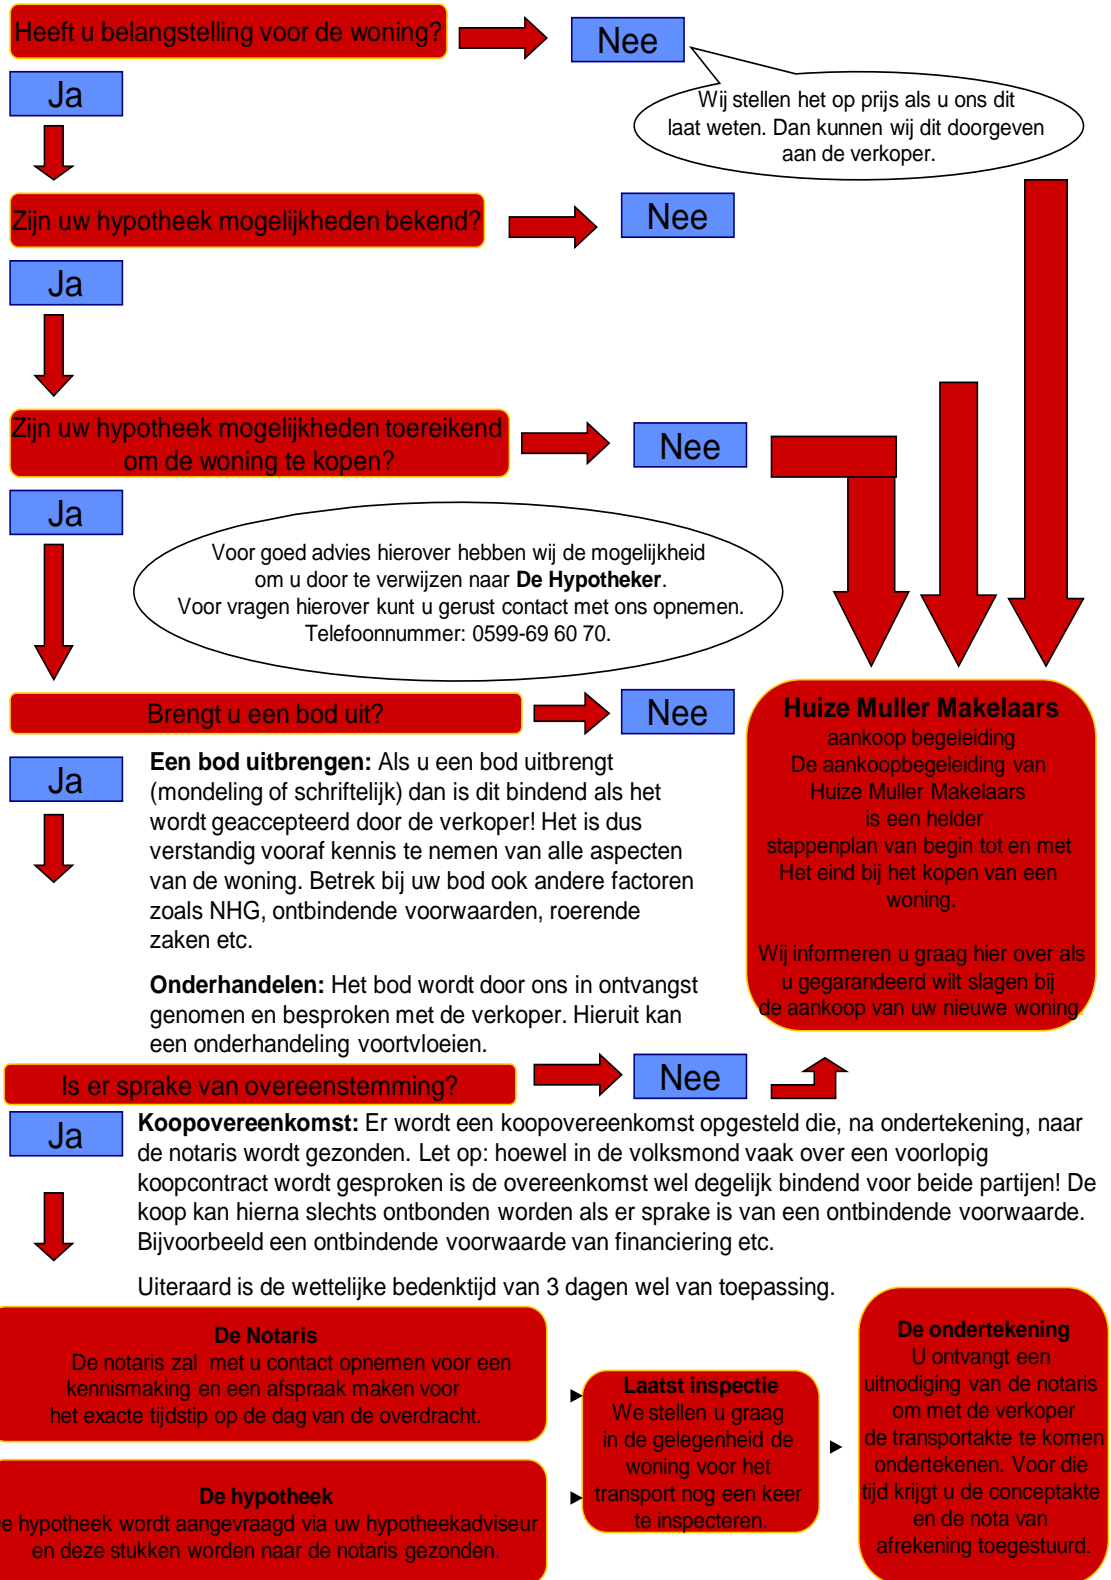 Heeft u belangstelling voor de woning?
Nee
Ja
Wij stellen het op prijs als u ons dit
laat weten. Dan kunnen wij dit doorgeven
aan de verkoper.
Zijn uw hypotheek mogelijkheden bekend?
Nee
Ja
Zijn uw hypotheek mogelijkheden toereikend
om de woning te kopen?
Nee
Ja
Voor goed advies hierover hebben wij de mogelijkheid
om u door te verwijzen naar De Hypotheker.
Voor vragen hierover kunt u gerust contact met ons opnemen.
Telefoonnummer: 0599-69 60 70.
Brengt u een bod uit?
Nee
Ja
Huize Muller Makelaars
aankoop begeleiding
De aankoopbegeleiding van
Huize Muller Makelaars
is een helder
stappenplan van begin tot en met
Het eind bij het kopen van een
woning.
Wij informeren u graag hier over als
u gegarandeerd wilt slagen bij
de aankoop van uw nieuwe woning.
Een bod uitbrengen: Als u een bod uitbrengt
(mondeling of schriftelijk) dan is dit bindend als het
wordt geaccepteerd door de verkoper! Het is dus
verstandig vooraf kennis te nemen van alle aspecten
van de woning. Betrek bij uw bod ook andere factoren
zoals NHG, ontbindende voorwaarden, roerende
zaken etc.
Onderhandelen: Het bod wordt door ons in ontvangst
genomen en besproken met de verkoper. Hieruit kan
een onderhandeling voortvloeien.
Is er sprake van overeenstemming?
Nee
Ja
Koopovereenkomst: Er wordt een koopovereenkomst opgesteld die, na ondertekening, naar
de notaris wordt gezonden. Let op: hoewel in de volksmond vaak over een voorlopig
koopcontract wordt gesproken is de overeenkomst wel degelijk bindend voor beide partijen! De
koop kan hierna slechts ontbonden worden als er sprake is van een ontbindende voorwaarde.
Bijvoorbeeld een ontbindende voorwaarde van financiering etc.
Uiteraard is de wettelijke bedenktijd van 3 dagen wel van toepassing.
De Notaris
De notaris zal met u contact opnemen voor een
kennismaking en een afspraak maken voor
het exacte tijdstip op de dag van de overdracht.
De hypotheek
e hypotheek wordt aangevraagd via uw hypotheekadviseur
en deze stukken worden naar de notaris gezonden.
Laatst inspectie
We stellen u graag
in de gelegenheid de
woning voor het
transport nog een keer
te inspecteren.
De ondertekening
U ontvangt een
uitnodiging van de notaris
om met de verkoper
de transportakte te komen
ondertekenen. Voor die
tijd krijgt u de conceptakte
en de nota van
afrekening toegestuurd.